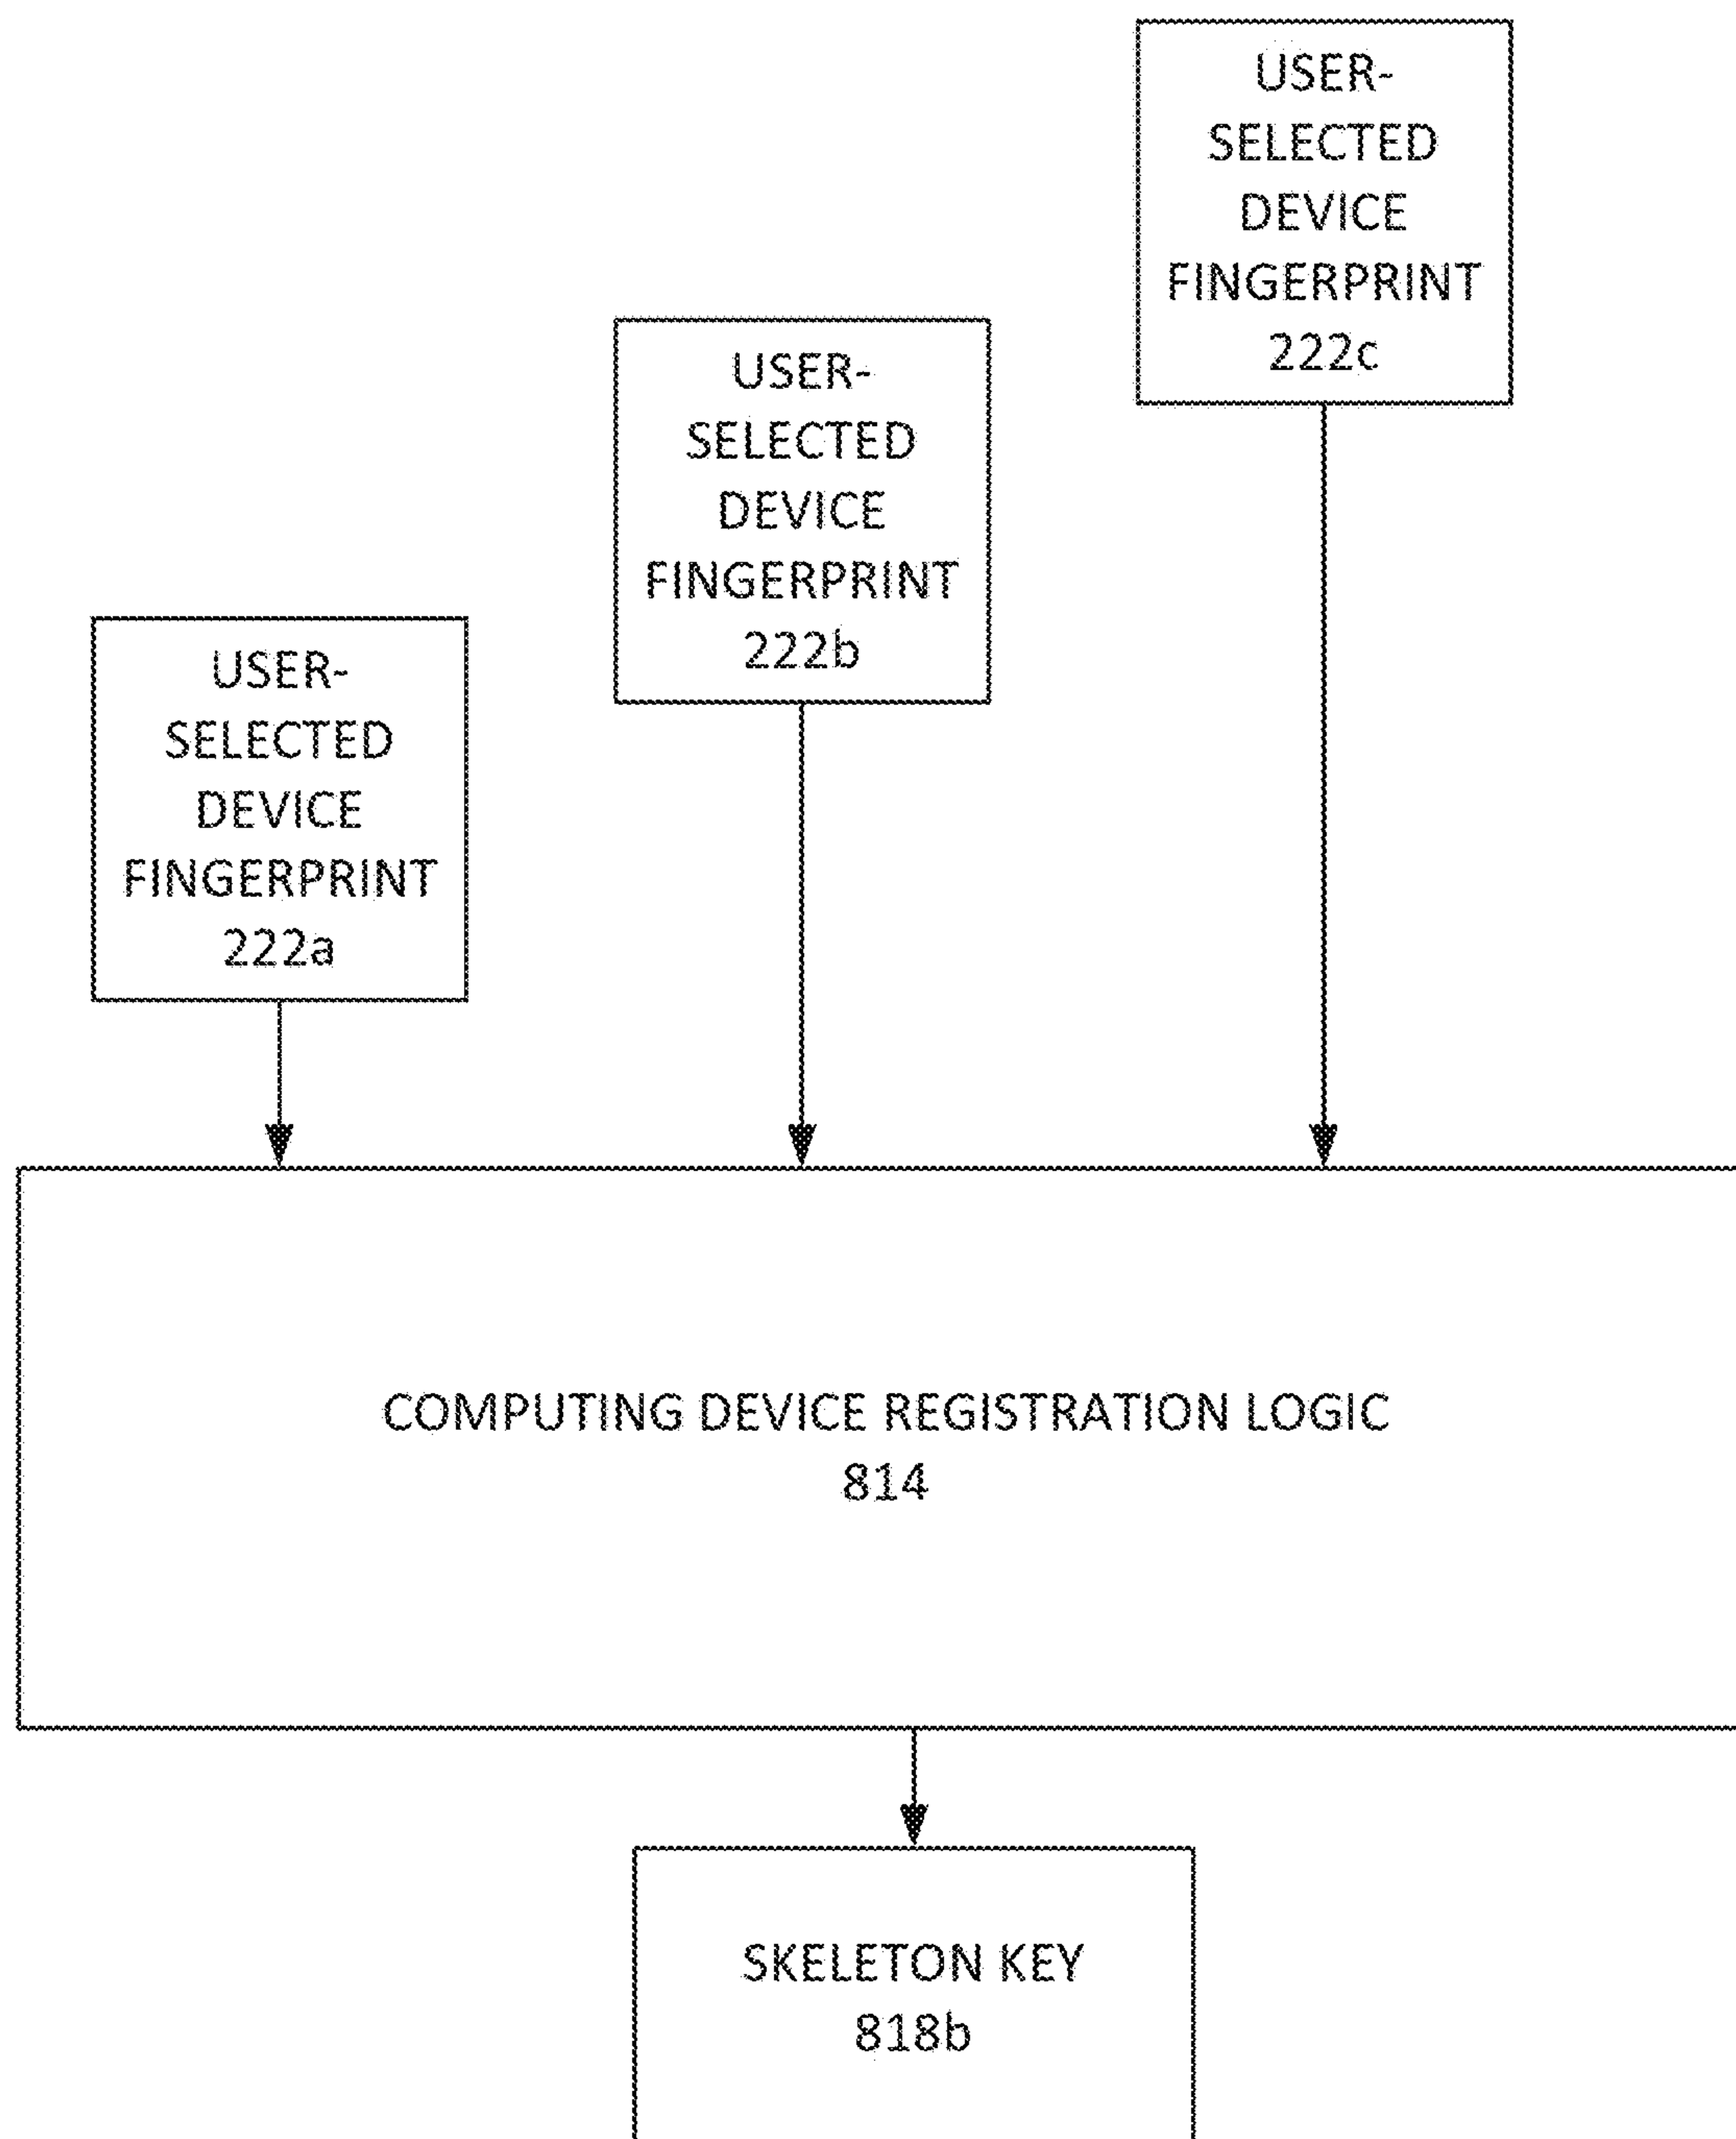 USER-
SELECTED
DEVICE
FINGERPRINT
222c
USER-
SELECTED
DEVICE
FINGERPRINT
222b
USER-
SELECTED
DEVICE
FINGERPRINT
222a
COMPUTING DEVICE REGISTRATION LOGIC
814
SKELETON KEY
818b